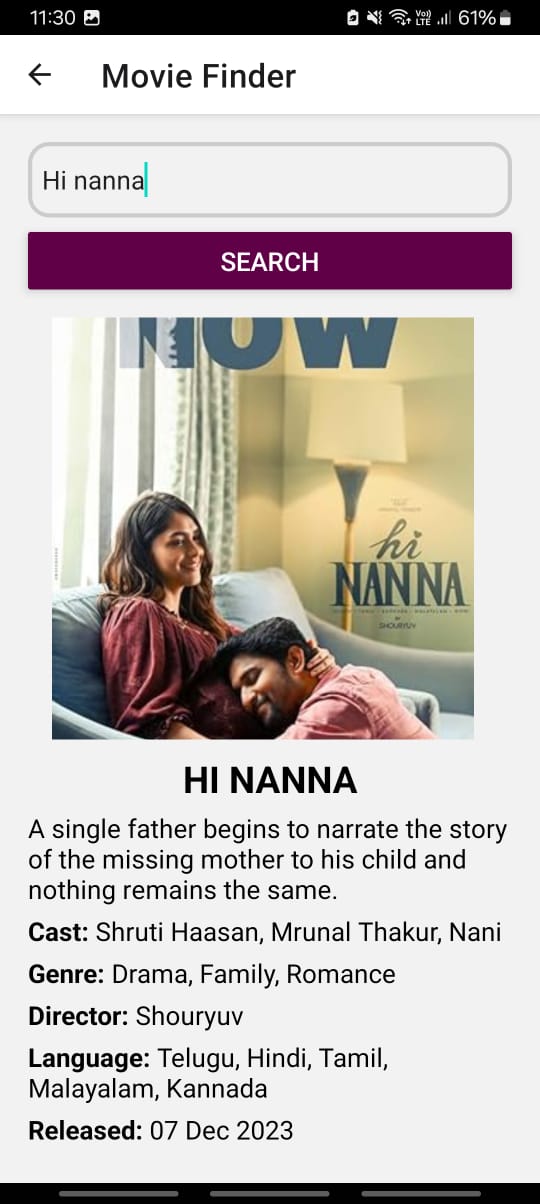 11:30
Vo))
LTE
61%
Movie Finder
Hi nanna
SEARCH
NOW
hi
NANNA
SHOURYUV
HI NANNA
A single father begins to narrate the story
of the missing mother to his child and
nothing remains the same.
Cast: Shruti Haasan, Mrunal Thakur, Nani
Genre: Drama, Family, Romance
Director: Shouryuv
Language: Telugu, Hindi, Tamil,
Malayalam, Kannada
Released: 07 Dec 2023